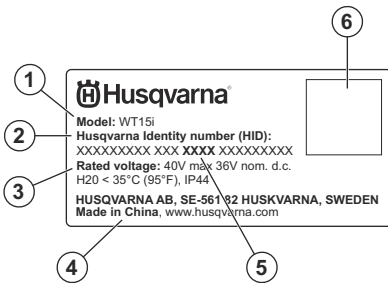 6
1
2
3
Husqvarna®
Model: WT15i
Husqvarna Identity number (HID):
XXXXXXXXX XXX XXXX XXXXXXXXX
Rated voltage: 40V max 36V nom. d.c.
H20 < 35°C (95°F), IP44
HUSQVARNA AB, SE-561 82 HUSKVARNA, SWEDEN
Made in China, www.husqvarna.com
4
5